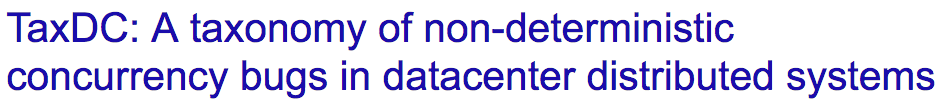 TaxDC: A taxonomy of non-deterministic
concurrency bugs in datacenter distributed systems